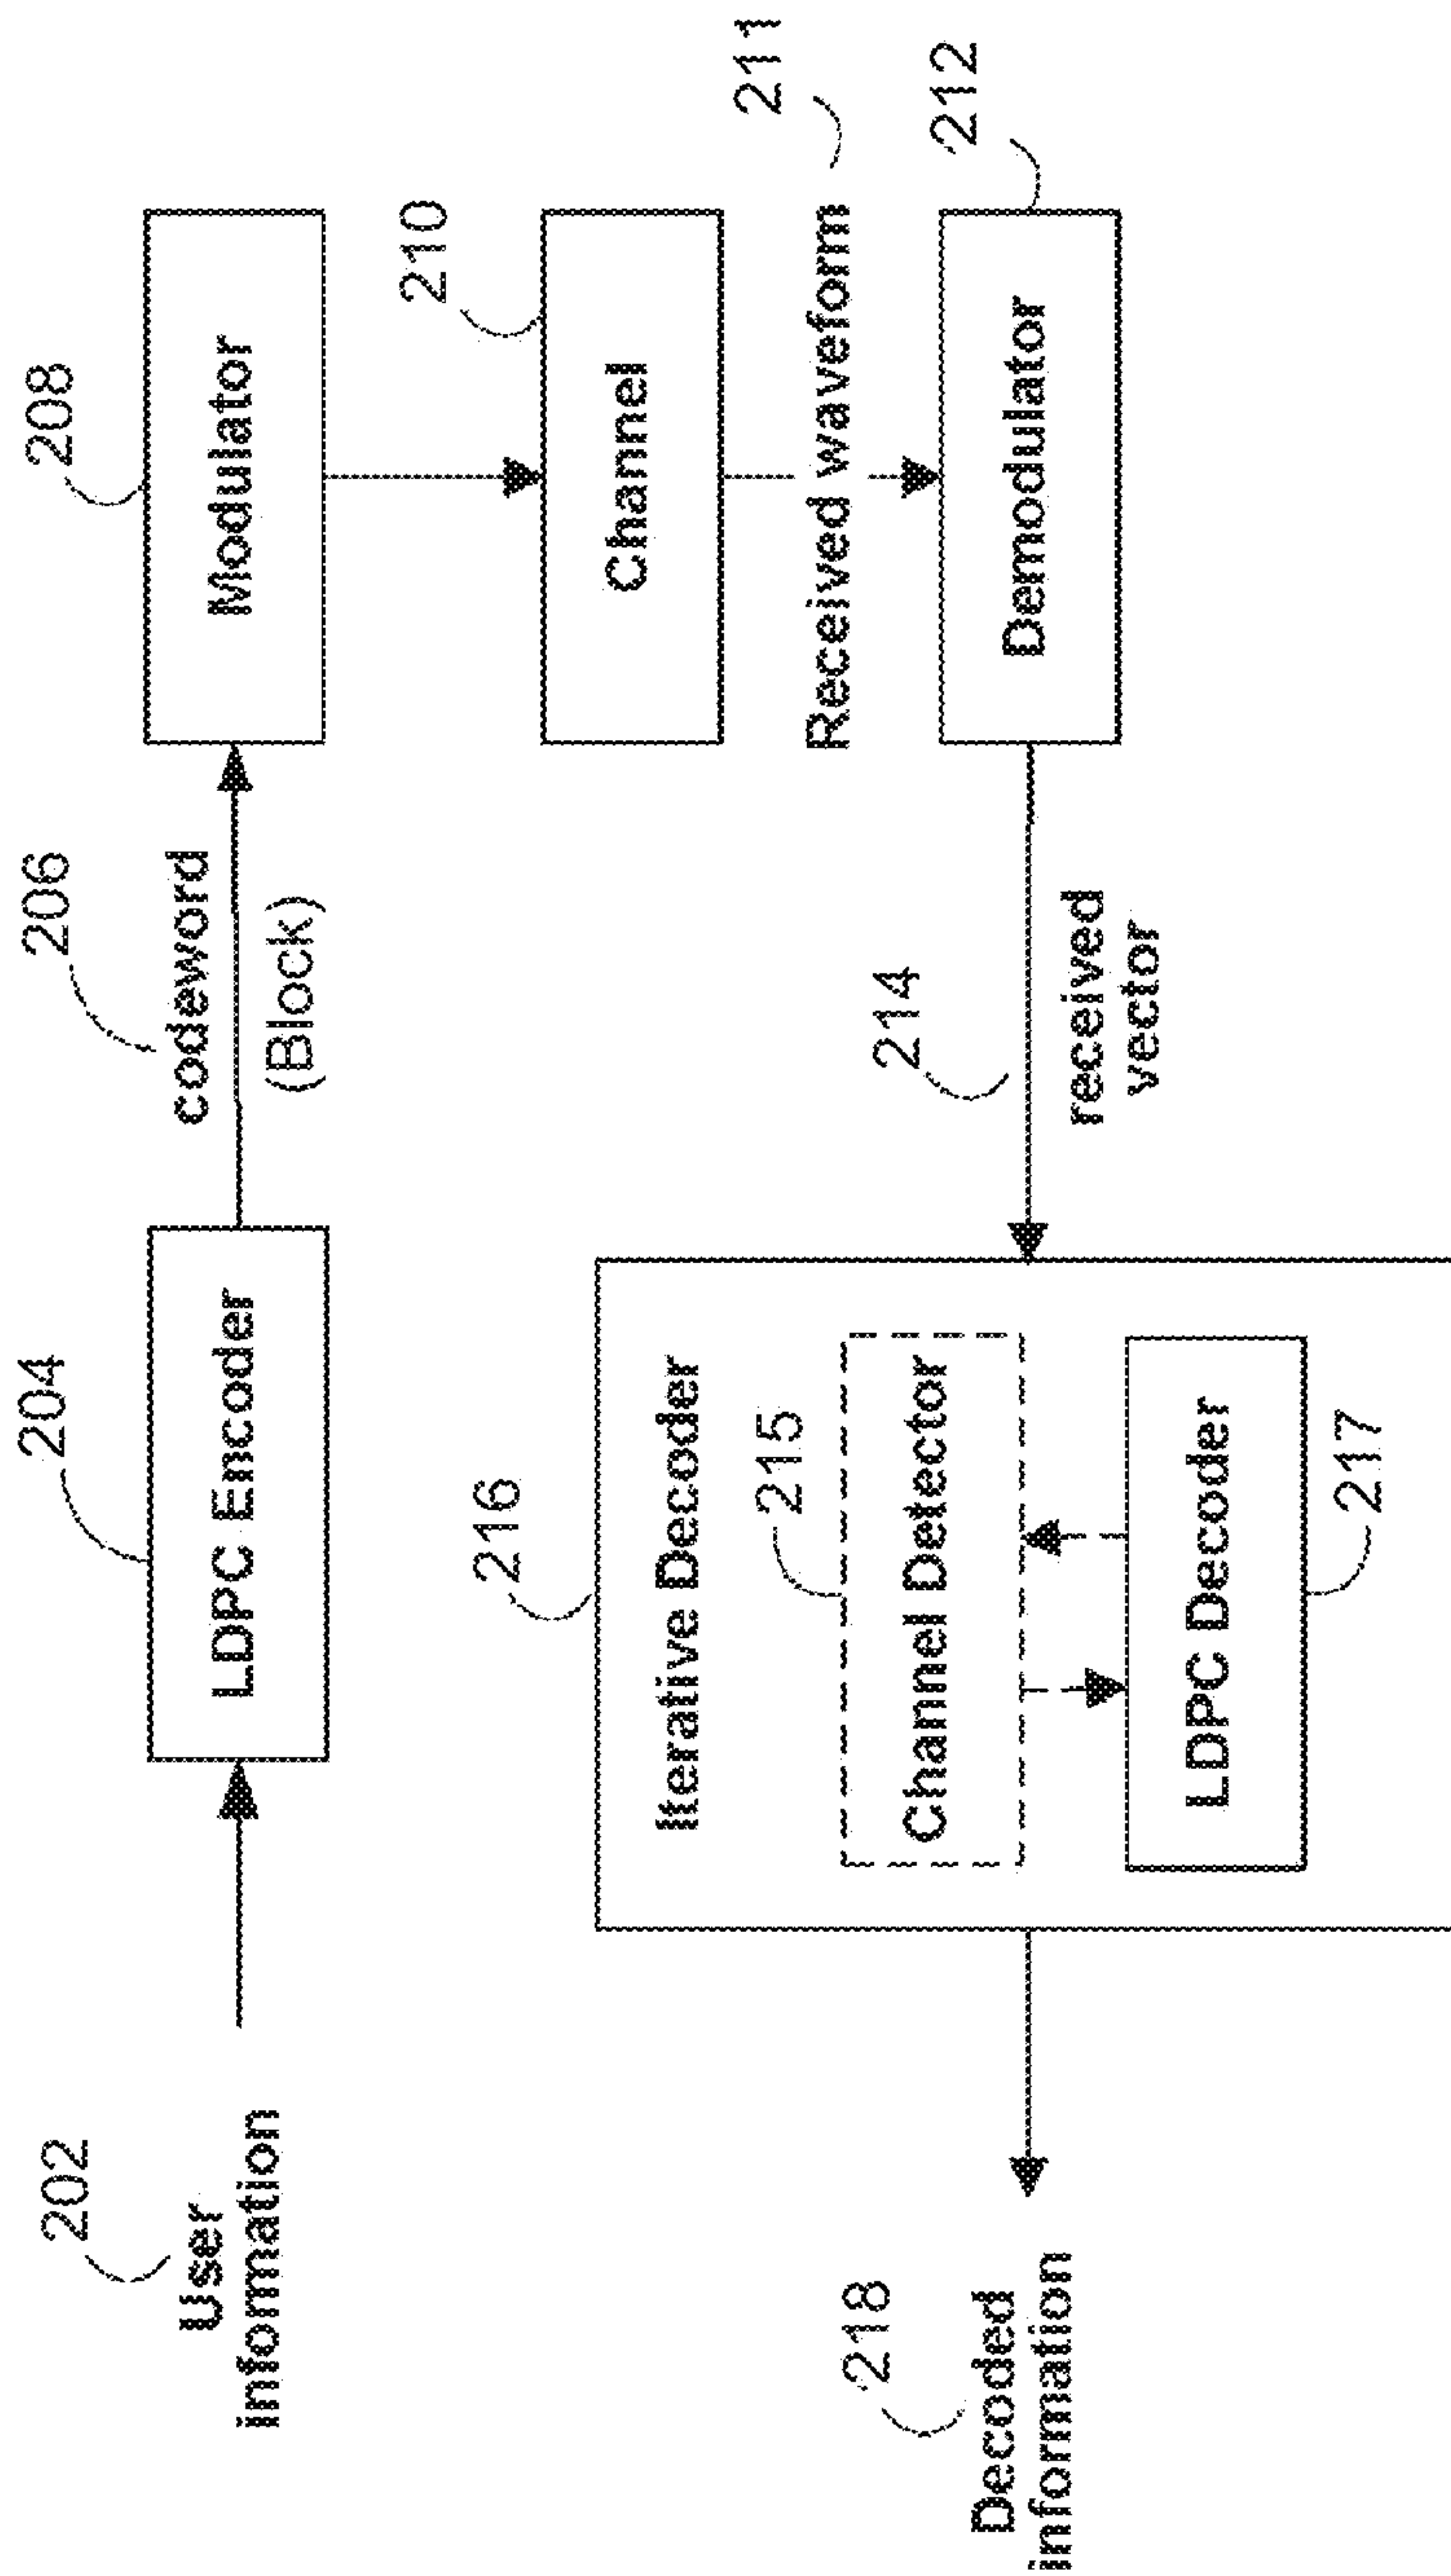 202
User
information
204
LDPC Encoder
206
codeword
(Block)
208
Modulator
210
Channel
211
Received waveform
212
Demodulator
214
received
vector
216
Iterative Decoder
215
Channel Detector
LDPC Decoder
217
218
Decoded
information